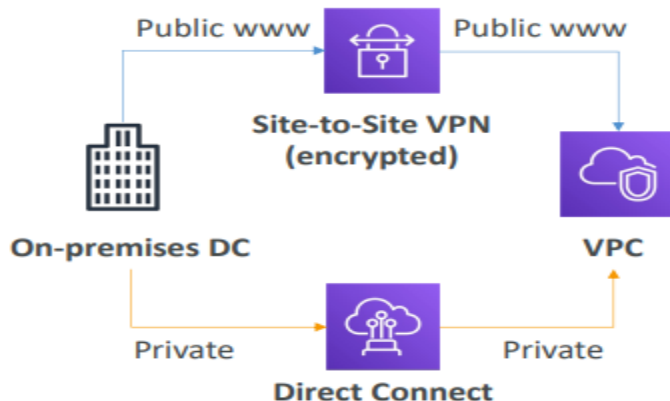 Public www
Public www
Site-to-Site VPN
(encrypted)
On-premises DC
VPC
Private
Private
Direct Connect